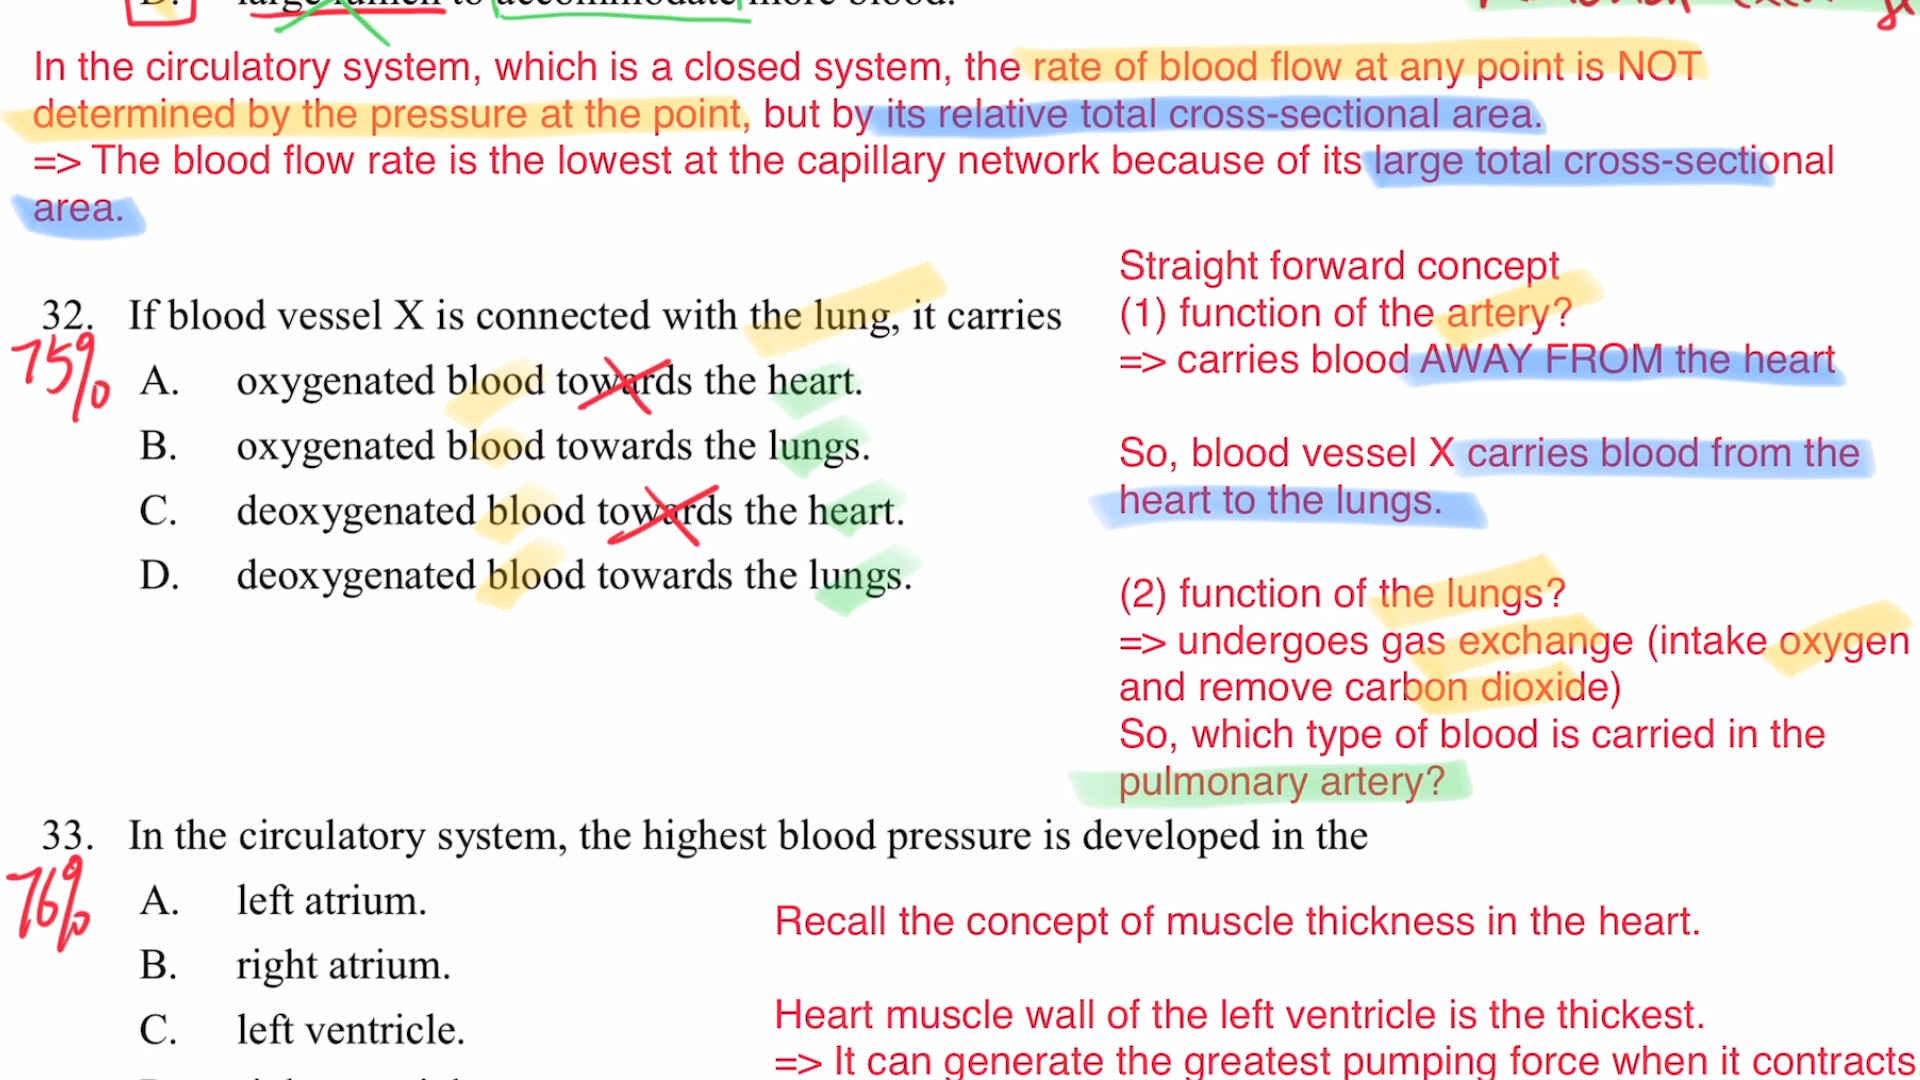 large lumen to accommodate more blood.
In the circulatory system, which is a closed system, the rate of blood flow at any point is NOT
determined by the pressure at the point, but by its relative total cross-sectional area.
=> The blood flow rate is the lowest at the capillary network because of its large total cross-sectional
area.
32. If blood vessel X is connected with the lung, it carries
75%
A. oxygenated blood towards the heart.
B. oxygenated blood towards the lungs.
C. deoxygenated blood towards the heart.
D. deoxygenated blood towards the lungs.
Straight forward concept
(1) function of the artery?
=> carries blood AWAY FROM the heart
So, blood vessel X carries blood from the
heart to the lungs.
(2) function of the lungs?
=> undergoes gas exchange (intake oxygen
and remove carbon dioxide)
So, which type of blood is carried in the
pulmonary artery?
33. In the circulatory system, the highest blood pressure is developed in the
76%
A. left atrium.
B. right atrium.
C. left ventricle.
Recall the concept of muscle thickness in the heart.
Heart muscle wall of the left ventricle is the thickest.
=> It can generate the greatest pumping force when it contracts